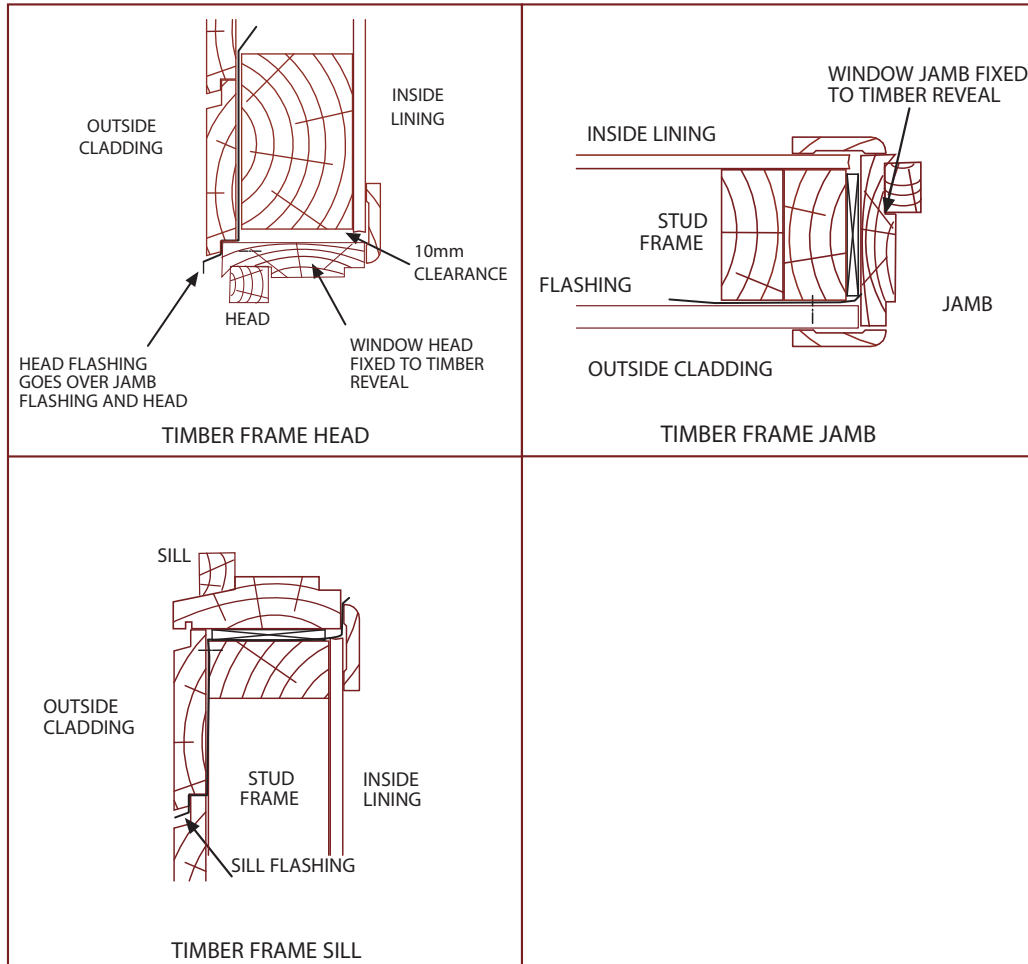 OUTSIDE
CLADDING
INSIDE
LINING
10mm
CLEARANCE
HEAD
HEAD FLASHING
GOES OVER JAMB
FLASHING AND HEAD
WINDOW HEAD
FIXED TO TIMBER
REVEAL
TIMBER FRAME HEAD
WINDOW JAMB FIXED
TO TIMBER REVEAL
INSIDE LINING
STUD
FRAME
FLASHING
JAMB
OUTSIDE CLADDING
TIMBER FRAME JAMB
SILL
OUTSIDE
CLADDING
STUD
FRAME
INSIDE
LINING
SILL FLASHING
TIMBER FRAME SILL